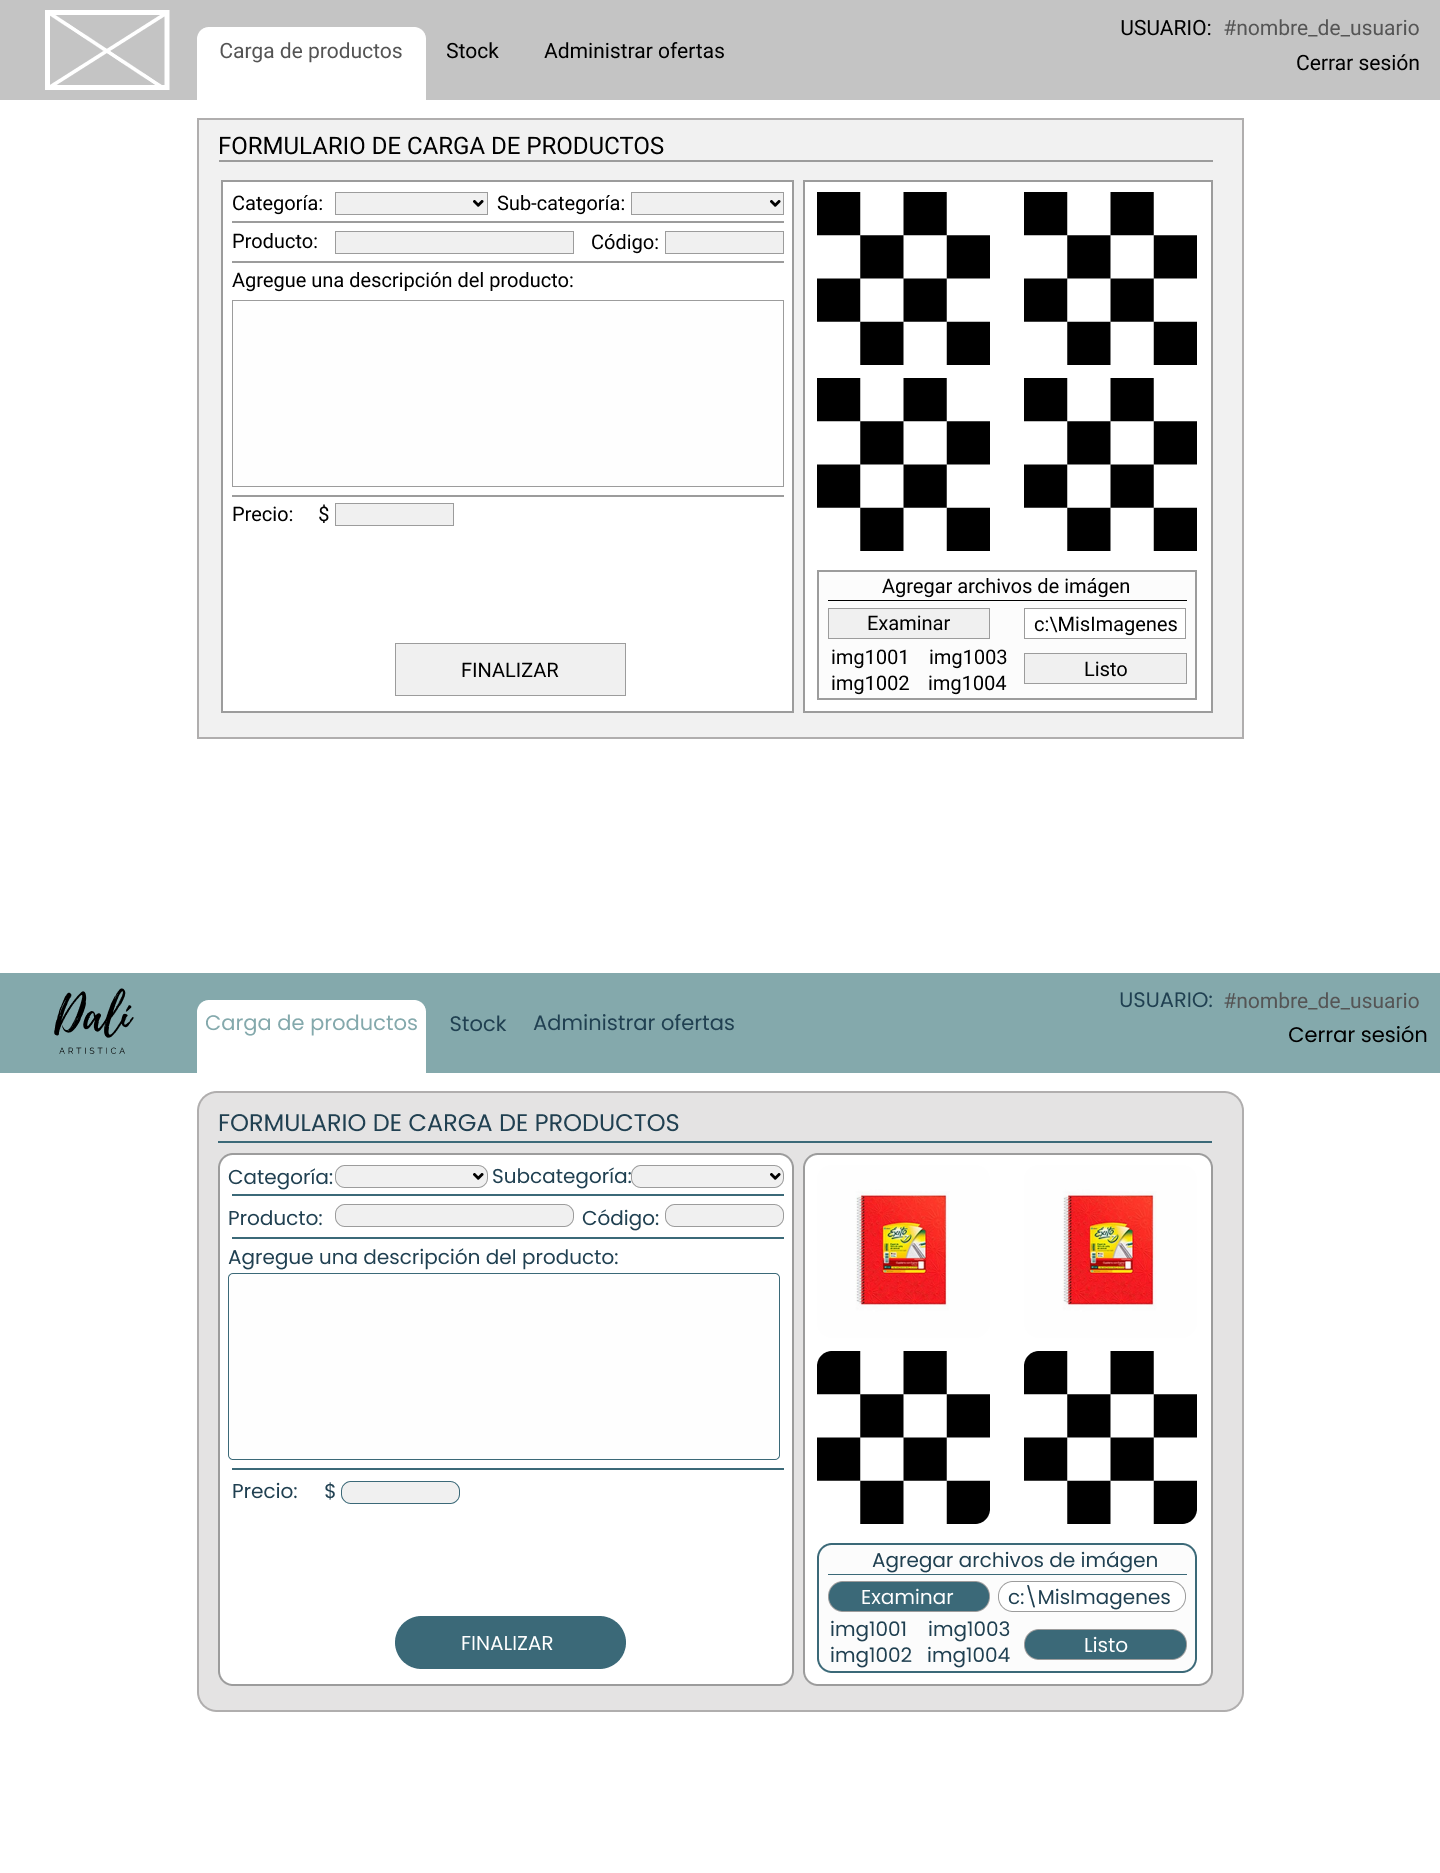 Carga de productos Stock Administrar ofertas USUARIO: #nombre_de_usuario
Cerrar sesión
FORMULARIO DE CARGA DE PRODUCTOS
Categoría: Sub-categoría:
Producto: Código:
Agregue una descripción del producto:
Precio: $
FINALIZAR
Agregar archivos de imágen
Examinar c:\MisImagenes
img1001 img1003
img1002 img1004
Listo
Dalí
ARTISTICA
Carga de productos Stock Administrar ofertas USUARIO: #nombre_de_usuario
Cerrar sesión
FORMULARIO DE CARGA DE PRODUCTOS
Categoría: Subcategoría:
Producto: Código:
Agregue una descripción del producto:
Precio: $
FINALIZAR
Éxito
Éxito
Agregar archivos de imágen
Examinar c:\MisImagenes
img1001 img1003
img1002 img1004
Listo